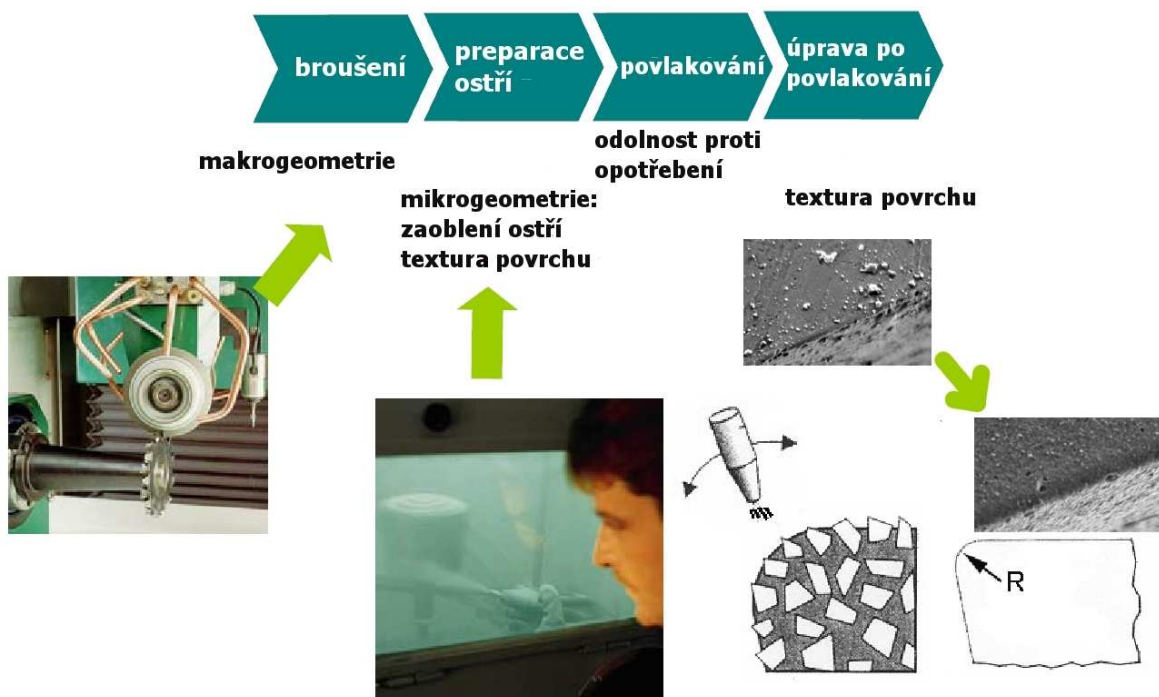 broušení
preparace
ostří
povlakování
úprava po
povlakování
makrogeometrie
odolnost proti
opotřebení
mikrogeometrie:
zaoblení ostří
textura povrchu
textura povrchu
R